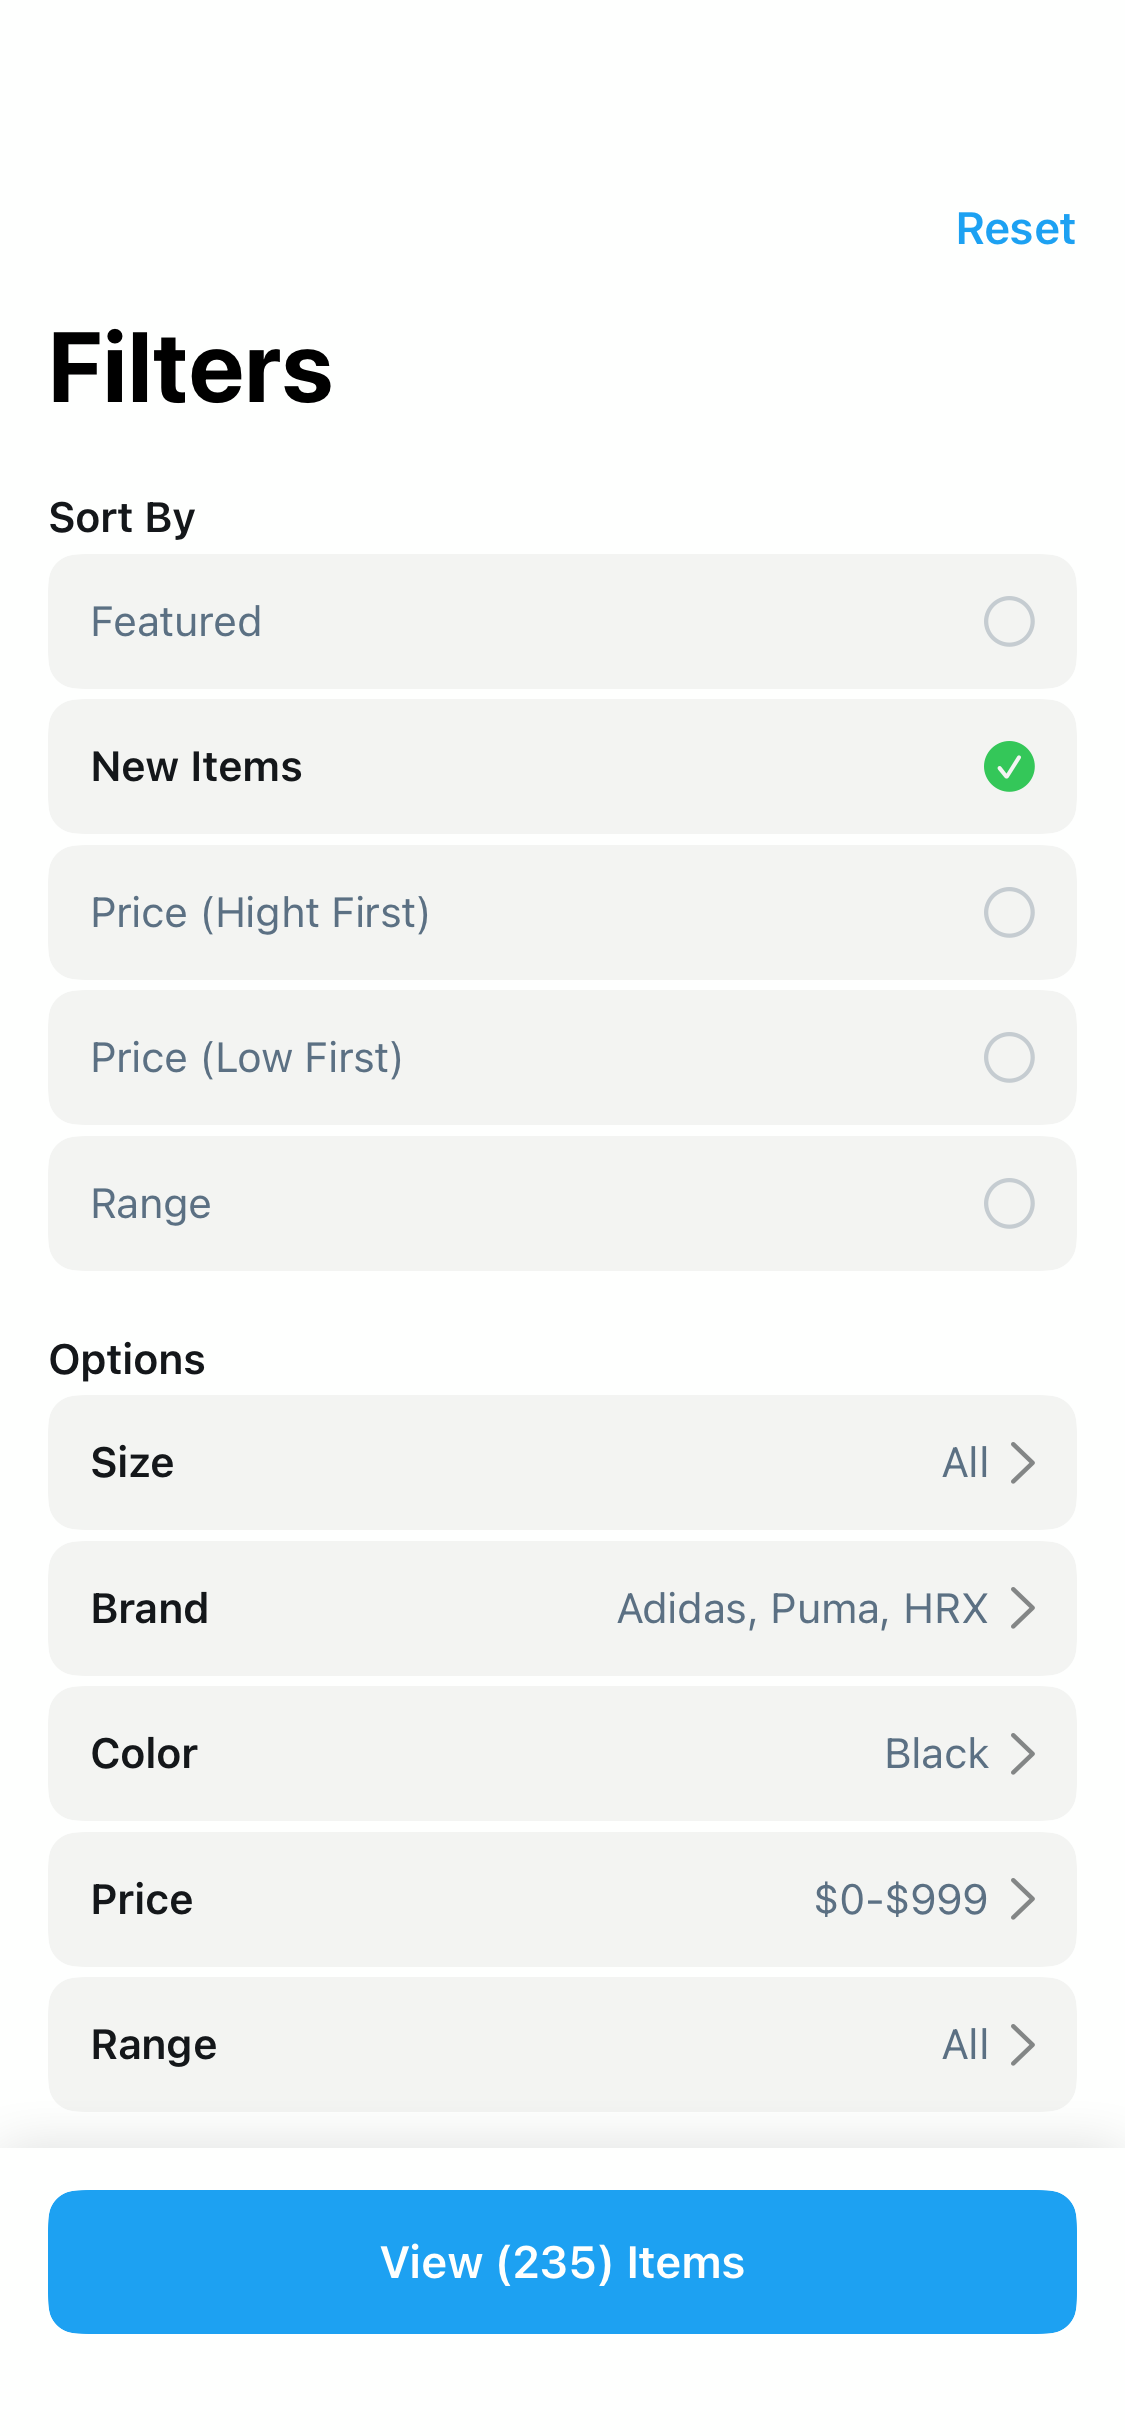 Reset
Filters
Sort By
Featured
New Items
Price (Hight First)
Price (Low First)
Range
Options
Size All
Brand Adidas, Puma, HRX
Color Black
Price $0-$999
Range All
View (235) Items